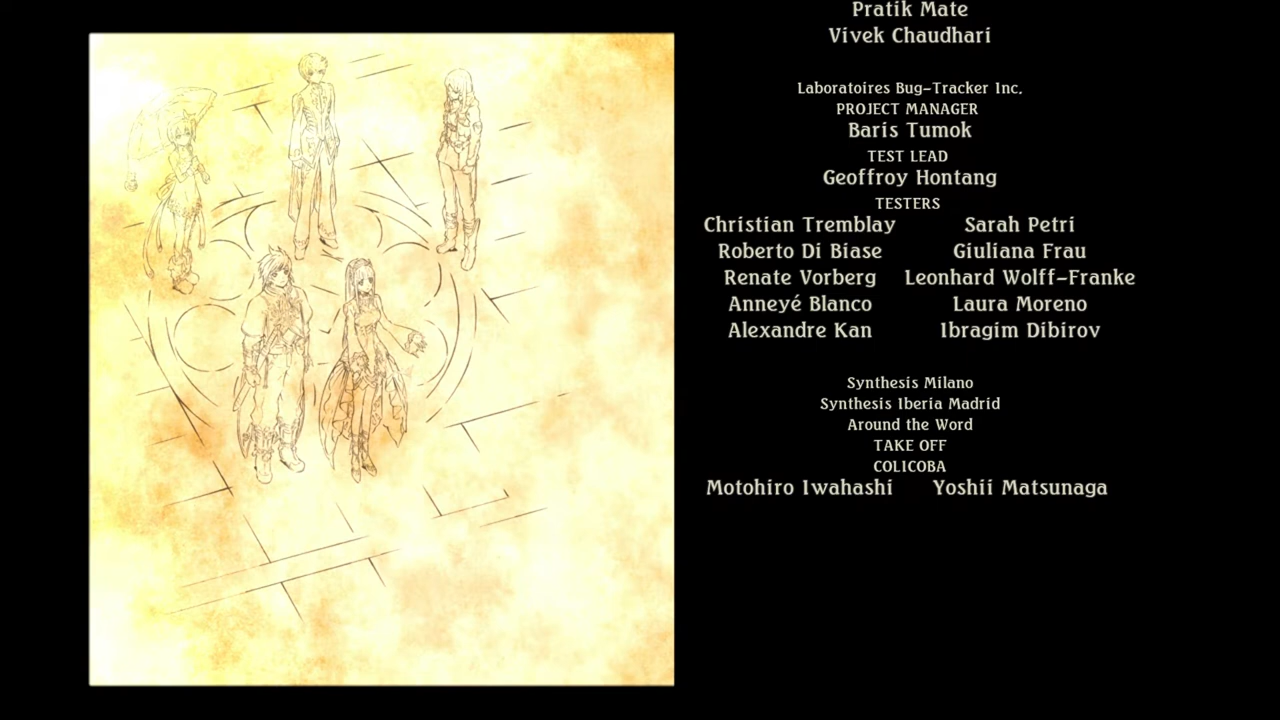 Pratik Mate
Vivek Chaudhari
Laboratoires Bug-Tracker Inc.
PROJECT MANAGER
Baris Tumok
TEST LEAD
Geoffroy Hontang
TESTERS
Christian Tremblay Sarah Petri
Roberto Di Biase Giuliana Frau
Renate Vorberg Leonhard Wolff-Franke
Anneyé Blanco Laura Moreno
Alexandre Kan Ibragim Dibirov
Synthesis Milano
Synthesis Iberia Madrid
Around the Word
TAKE OFF
COLICOBA
Motohiro Iwahashi Yoshii Matsunaga